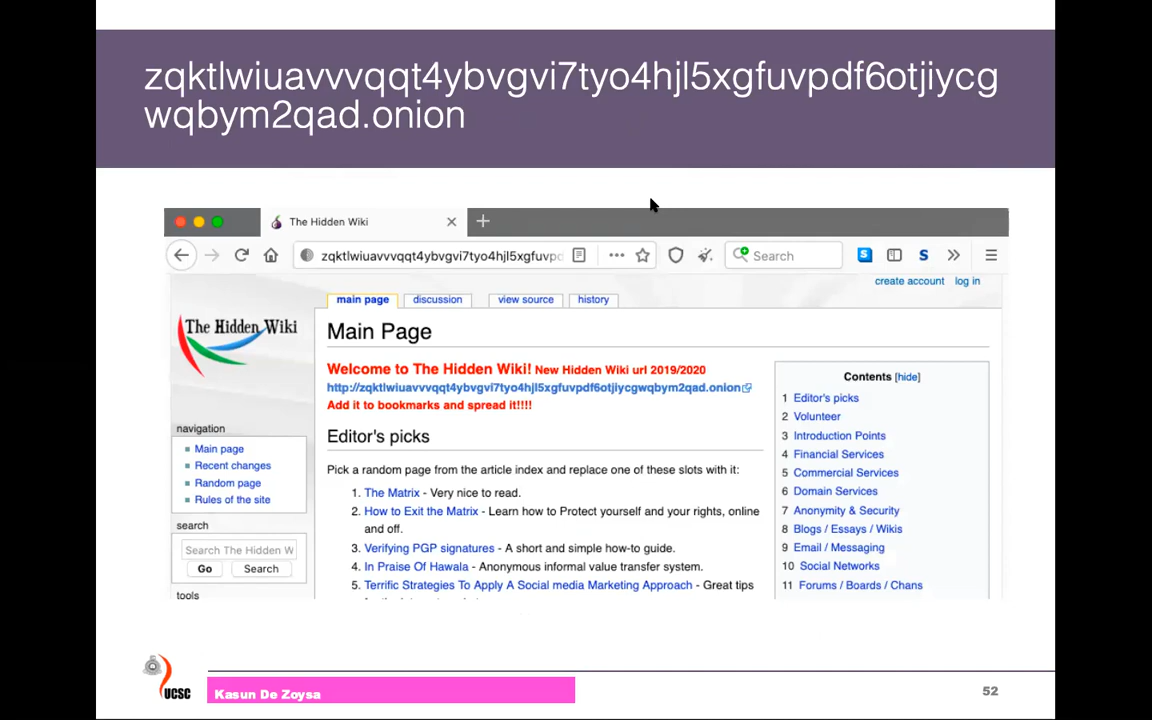 zqktlwiuavvvqqt4ybvgvi7tyo4hjl5xgfuvpdf6otjiycg
wqbym2qad.onion
The Hidden Wiki
zqktlwiuavvvqqt4ybvgvi7tyo4hjl5xgfuvpc
Search
create account log in
main page discussion view source history
The Hidden Wiki
Main Page
Welcome to The Hidden Wiki! New Hidden Wiki url 2019/2020
http://zqktlwiuavvvqqt4ybvgvi7tyo4hjl5xgfuvpdf6otjiycgwqbym2qad.onion
Add it to bookmarks and spread it!!!!
Editor's picks
Pick a random page from the article index and replace one of these slots with it:
1. The Matrix - Very nice to read.
2. How to Exit the Matrix - Learn how to Protect yourself and your rights, online
and off.
3. Verifying PGP signatures - A short and simple how-to guide.
4. In Praise Of Hawala - Anonymous informal value transfer system.
5. Terrific Strategies To Apply A Social media Marketing Approach - Great tips
navigation
Main page
Recent changes
Random page
Rules of the site
search
Search The Hidden W
Go Search
tools
Contents [hide]
1 Editor's picks
2 Volunteer
3 Introduction Points
4 Financial Services
5 Commercial Services
6 Domain Services
7 Anonymity & Security
8 Blogs / Essays / Wikis
9 Email / Messaging
10 Social Networks
11 Forums / Boards / Chans
UCSC
Kasun De Zoysa
52